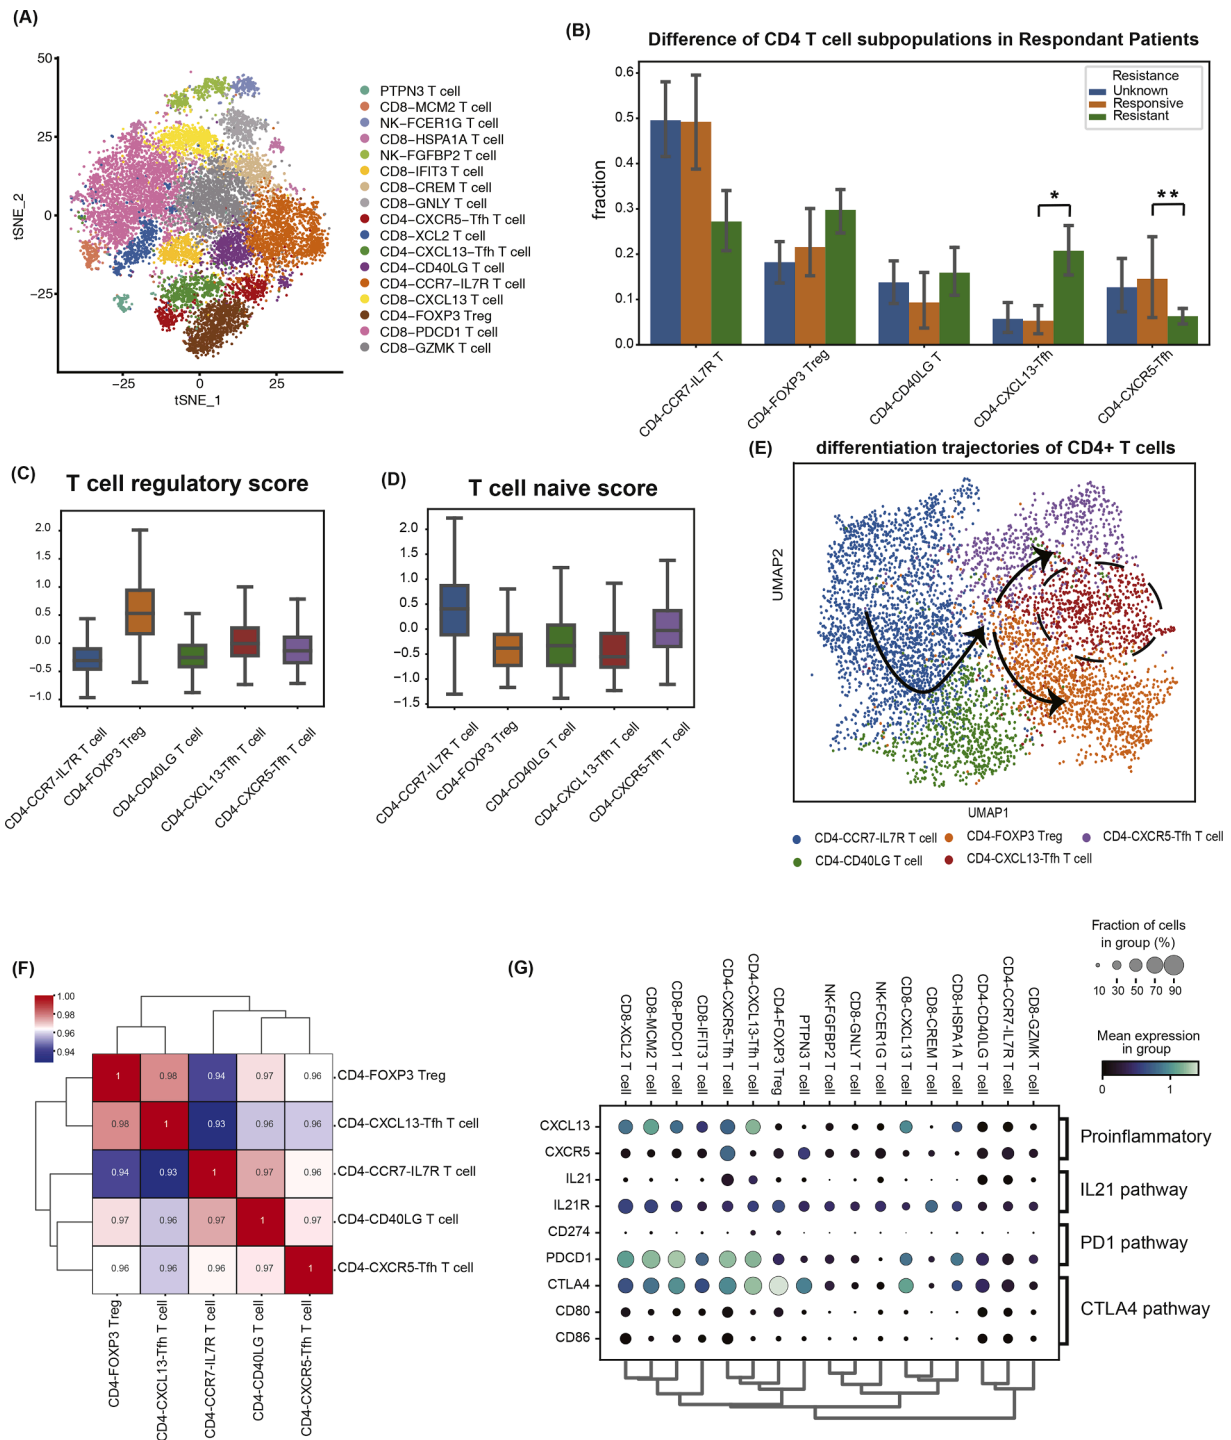 (A)
50
25
0
−25
tSNE_2
−25
0
25
tSNE_1
PTPN3 T cell
CD8−MCM2 T cell
NK−FCER1G T cell
CD8−HSPA1A T cell
NK−FGFBP2 T cell
CD8−IFIT3 T cell
CD8−CREM T cell
CD8−GNLY T cell
CD4−CXCR5−Tfh T cell
CD8−XCL2 T cell
CD4−CXCL13−Tfh T cell
CD4−CD40LG T cell
CD4−CCR7−IL7R T cell
CD8−CXCL13 T cell
CD4−FOXP3 Treg
CD8−PDCD1 T cell
CD8−GZMK T cell
(B)
Difference of CD4 T cell subpopulations in Respondant Patients
0.6
0.5
0.4
0.3
0.2
0.1
0.0
fraction
Resistance
Unknown
Responsive
Resistant
*
**
CD4-CCR7-IL7R T
CD4-FOXP3 Treg
CD4-CD40LG T
CD4-CXCL13-Tfh
CD4-CXCR5-Tfh
(C)
T cell regulatory score
2.0
1.5
1.0
0.5
0.0
−0.5
−1.0
CD4-CCR7-IL7R T cell
CD4-FOXP3 Treg
CD4-CD40LG T cell
CD4-CXCL13-Tfh T cell
CD4-CXCR5-Tfh T cell
(D)
T cell naive score
2.0
1.5
1.0
0.5
0.0
−0.5
−1.0
−1.5
CD4-CCR7-IL7R T cell
CD4-FOXP3 Treg
CD4-CD40LG T cell
CD4-CXCL13-Tfh T cell
CD4-CXCR5-Tfh T cell
(E)
differentiation trajectories of CD4+ T cells
UMAP2
UMAP1
CD4-CCR7-IL7R T cell
CD4-FOXP3 Treg
CD4-CXCR5-Tfh T cell
CD4-CD40LG T cell
CD4-CXCL13-Tfh T cell
(F)
1.00
0.98
0.96
0.94
1 0.98 0.94 0.97 0.96 CD4-FOXP3 Treg
0.98 1 0.93 0.96 0.96 CD4-CXCL13-Tfh T cell
0.94 0.93 1 0.97 0.96 CD4-CCR7-IL7R T cell
0.97 0.96 0.97 1 0.97 CD4-CD40LG T cell
0.96 0.96 0.96 0.97 1 CD4-CXCR5-Tfh T cell
CD4-FOXP3 Treg
CD4-CXCL13-Tfh T cell
CD4-CCR7-IL7R T cell
CD4-CD40LG T cell
CD4-CXCR5-Tfh T cell
(G)
CD8-XCL2 T cell
CD8-MCM2 T cell
CD8-PDCD1 T cell
CD8-IFIT3 T cell
CD4-CXCR5-Tfh T cell
CD4-CXCL13-Tfh T cell
CD4-FOXP3 Treg
PTPN3 T cell
NK-FGFBP2 T cell
CD8-GNLY T cell
NK-FCER1G T cell
CD8-CXCL13 T cell
CD8-CREM T cell
CD8-HSPA1A T cell
CD4-CD40LG T cell
CD4-CCR7-IL7R T cell
CD8-GZMK T cell
CXCL13
CXCR5
IL21
IL21R
CD274
PDCD1
CTLA4
CD80
CD86
Proinflammatory
IL21 pathway
PD1 pathway
CTLA4 pathway
Fraction of cells
in group (%)
10 30 50 70 90
Mean expression
in group
0 1